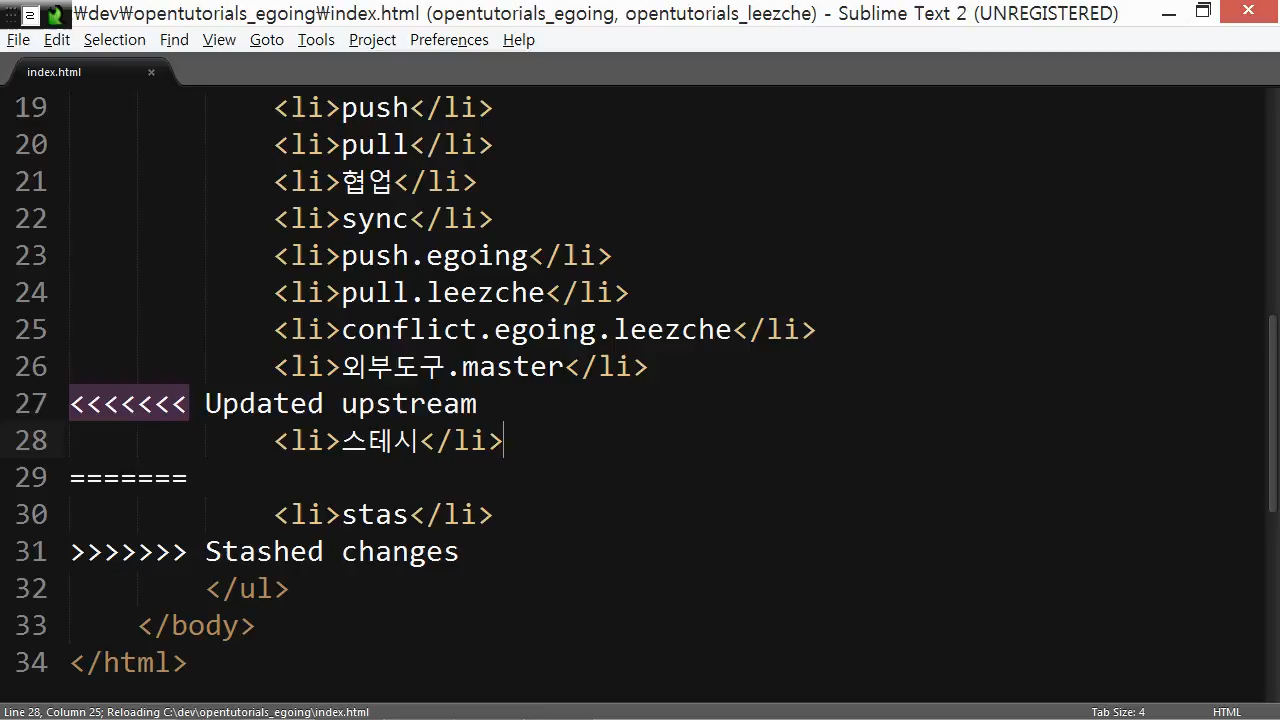 ₩dev₩opentutorials_egoing₩index.html (opentutorials_egoing, opentutorials_leezche) - Sublime Text 2 (UNREGISTERED)
File Edit Selection Find View Goto Tools Project Preferences Help
index.html ×
19 <li>push</li>
20 <li>pull</li>
21 <li>협업</li>
22 <li>sync</li>
23 <li>push.egoing</li>
24 <li>pull.leezche</li>
25 <li>conflict.egoing.leezche</li>
26 <li>외부도구.master</li>
27 <<<<<<< Updated upstream
28 <li>스테시</li>
29 =======
30 <li>stas</li>
31 >>>>>>> Stashed changes
32 </ul>
33 </body>
34 </html>
Line 28, Column 25; Reloading C:\dev\opentutorials_egoing\index.html Tab Size: 4 HTML